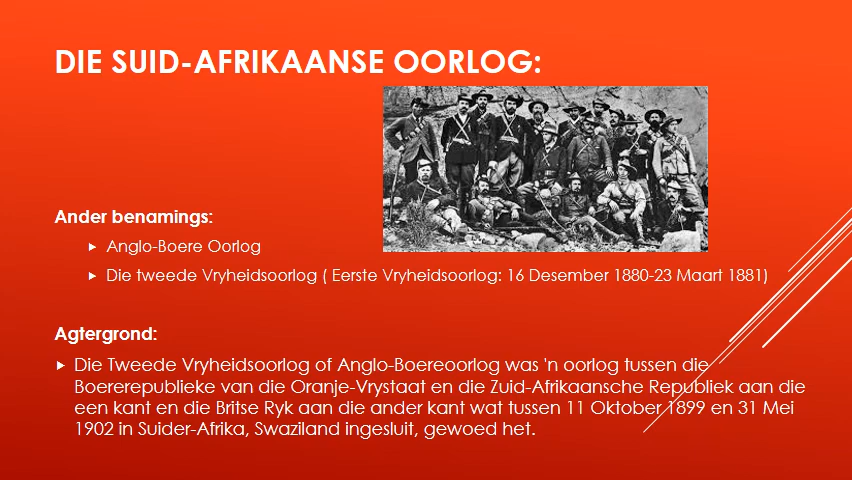 DIE SUID-AFRIKAANSE OORLOG:
Ander benamings:
Anglo-Boere Oorlog
Die tweede Vryheidsoorlog ( Eerste Vryheidsoorlog: 16 Desember 1880-23 Maart 1881)
Agtergrond:
Die Tweede Vryheidsoorlog of Anglo-Boereoorlog was 'n oorlog tussen die
Boererepublieke van die Oranje-Vrystaat en die Zuid-Afrikaansche Republiek aan die
een kant en die Britse Ryk aan die ander kant wat tussen 11 Oktober 1899 en 31 Mei
1902 in Suider-Afrika, Swaziland ingesluit, gewoed het.